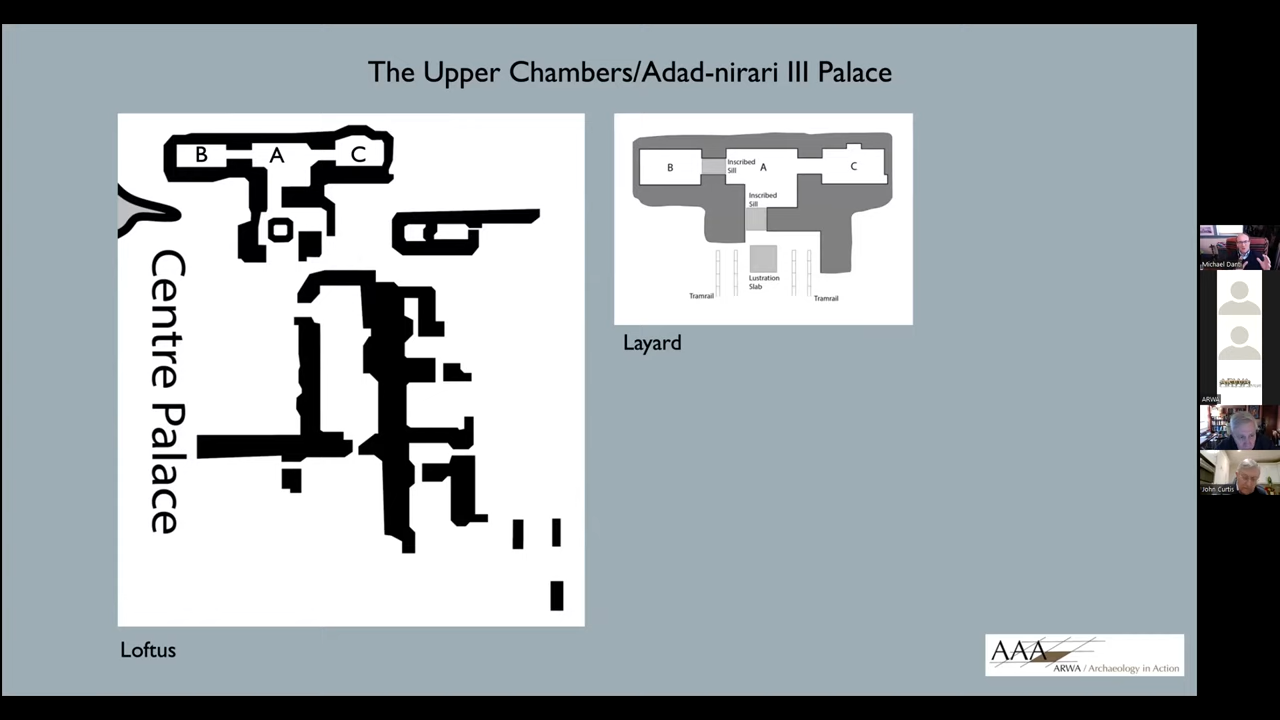 The Upper Chambers/Adad-nirari III Palace
B
A
C
Centre Palace
Loftus
B
Inscribed
Sill
A
C
Inscribed
Sill
Lustration
Slab
Tramrail
Tramrail
Layard
AAA
ARWA / Archaeology in Action
Michael Danti
ARWA
John Curtis